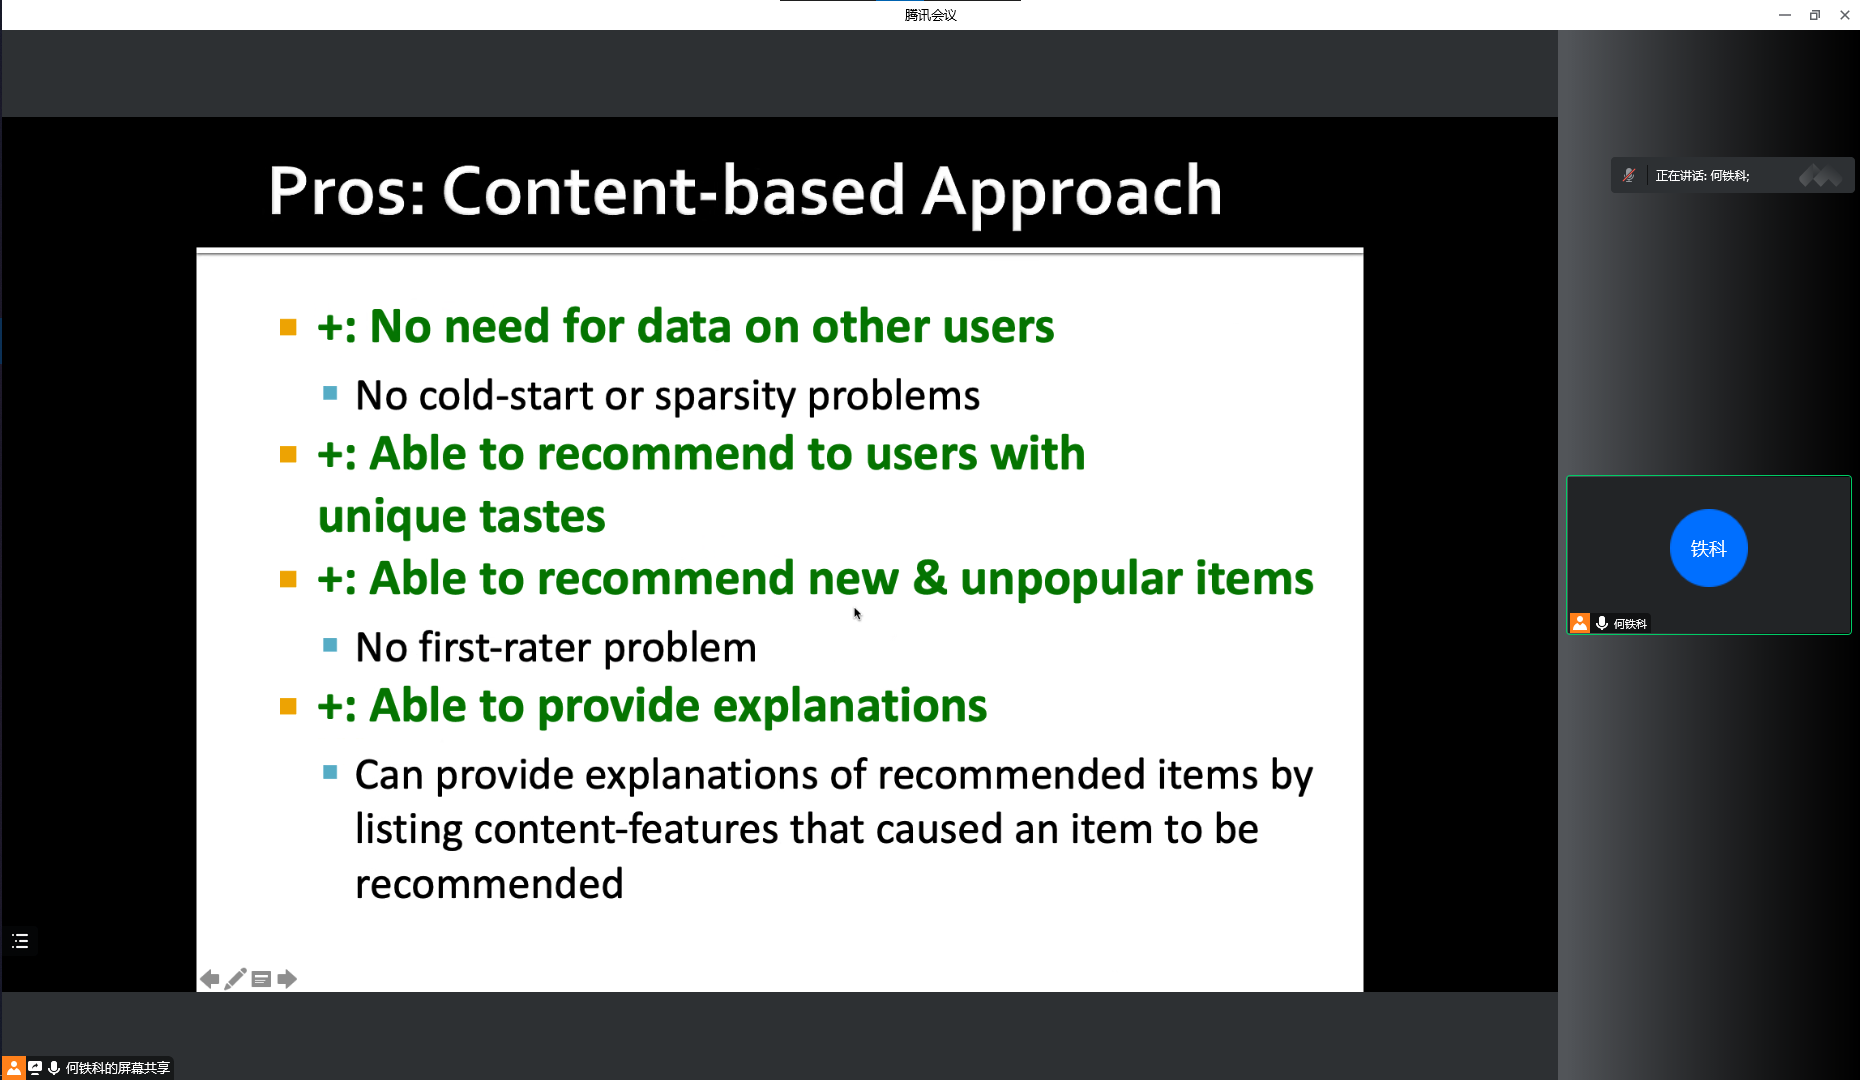 腾讯会议
正在讲话: 何铁科;
Pros: Content-based Approach
+: No need for data on other users
No cold-start or sparsity problems
+: Able to recommend to users with
unique tastes
+: Able to recommend new & unpopular items
No first-rater problem
+: Able to provide explanations
Can provide explanations of recommended items by
listing content-features that caused an item to be
recommended
铁科
何铁科
何铁科的屏幕共享